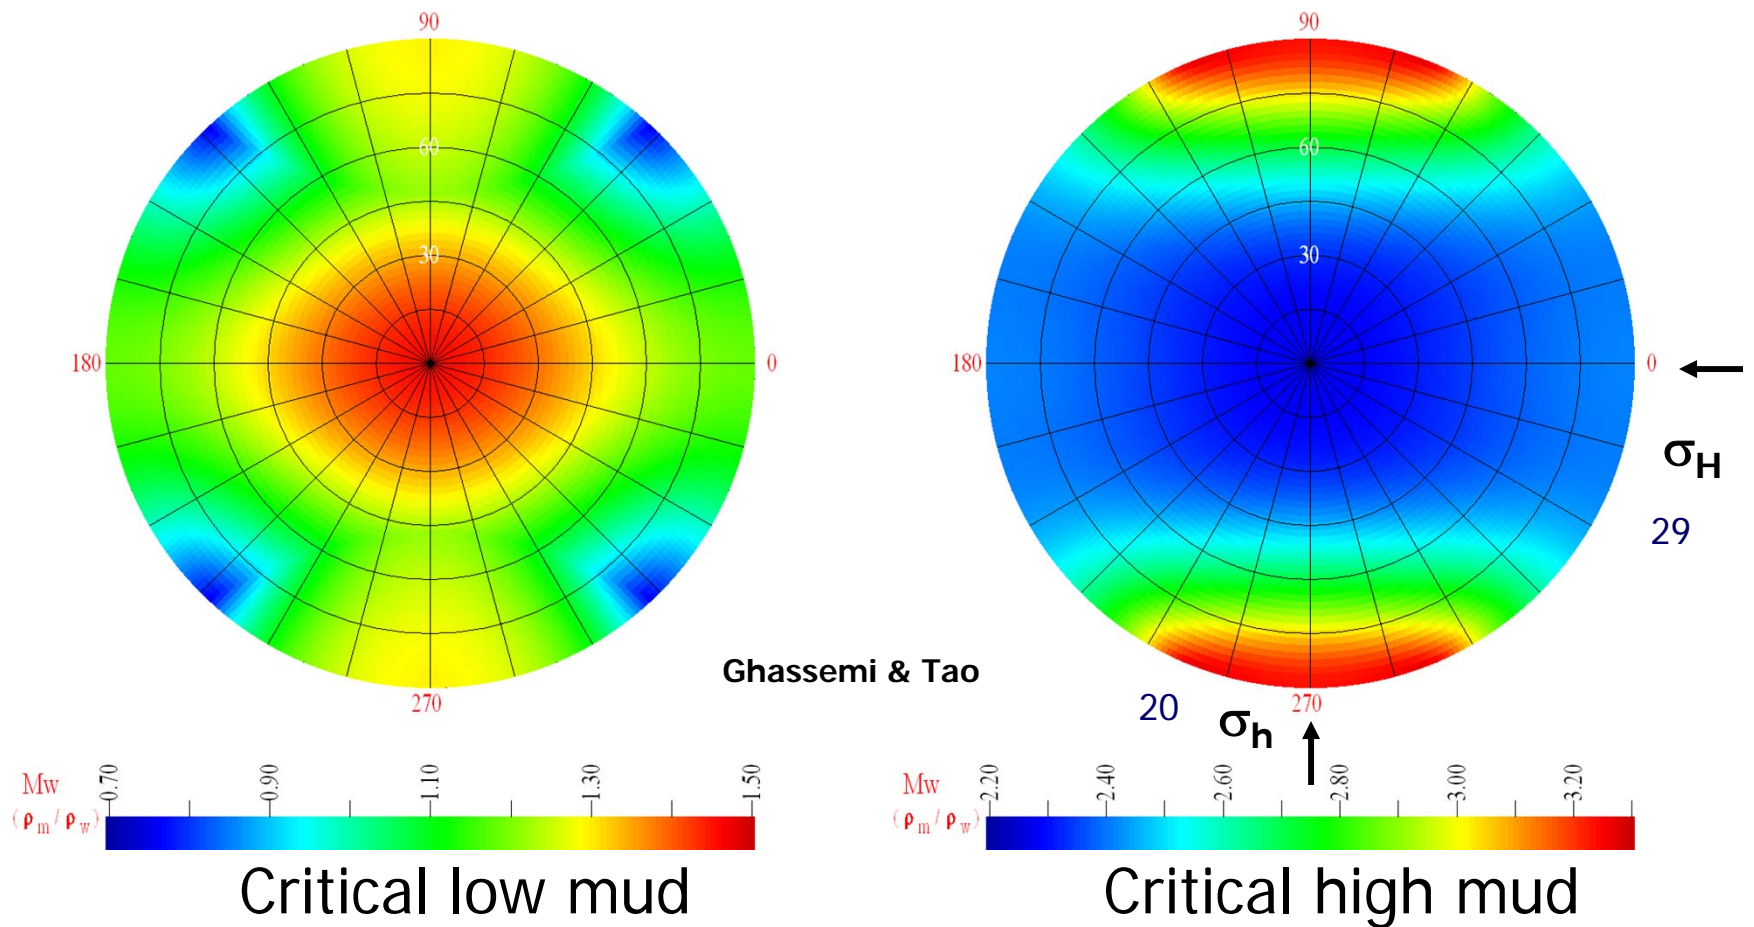 90
60
30
180
0
270
90
60
30
180
0
270
σH
29
Ghassemi & Tao
20
σh
Mw
(ρm / ρw)
0.70
0.90
1.10
1.30
1.50
Critical low mud
Mw
(ρm / ρw)
2.20
2.40
2.60
2.80
3.00
3.20
Critical high mud